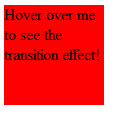 Hover over me
to see the
transition effect!